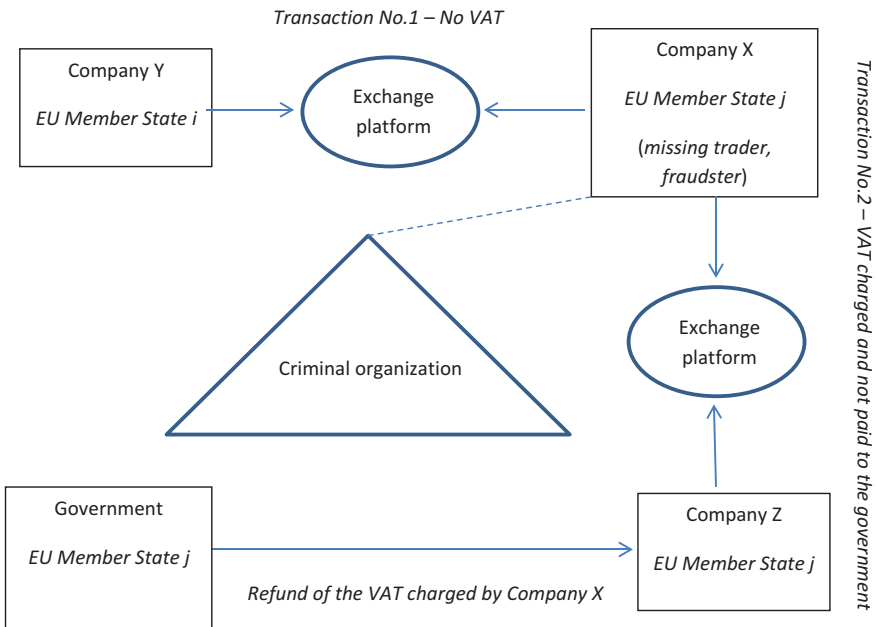 Transaction No.1 – No VAT
Company Y
EU Member State i
Exchange
platform
Company X
EU Member State j
(missing trader,
fraudster)
Transaction No.2 – VAT charged and not paid to the government
Exchange
platform
Criminal organization
Government
EU Member State j
Refund of the VAT charged by Company X
Company Z
EU Member State j